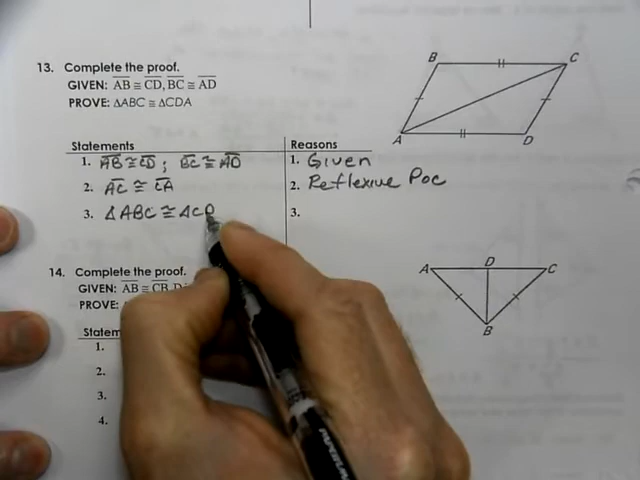 13. Complete the proof.
GIVEN: AB ≅ CD, BC ≅ AD
PROVE: ΔABC ≅ ΔCDA
B C
A D
Statements Reasons
1. AB ≅ CD ; BC ≅ AD 1. Given
2. AC ≅ CA 2. Reflexive Poc
3. Δ ABC ≅ ΔCD 3.
14. Complete the proof.
GIVEN: AB ≅ CB, D
PROVE:
A D C
B
Statem
1.
2.
3.
4.